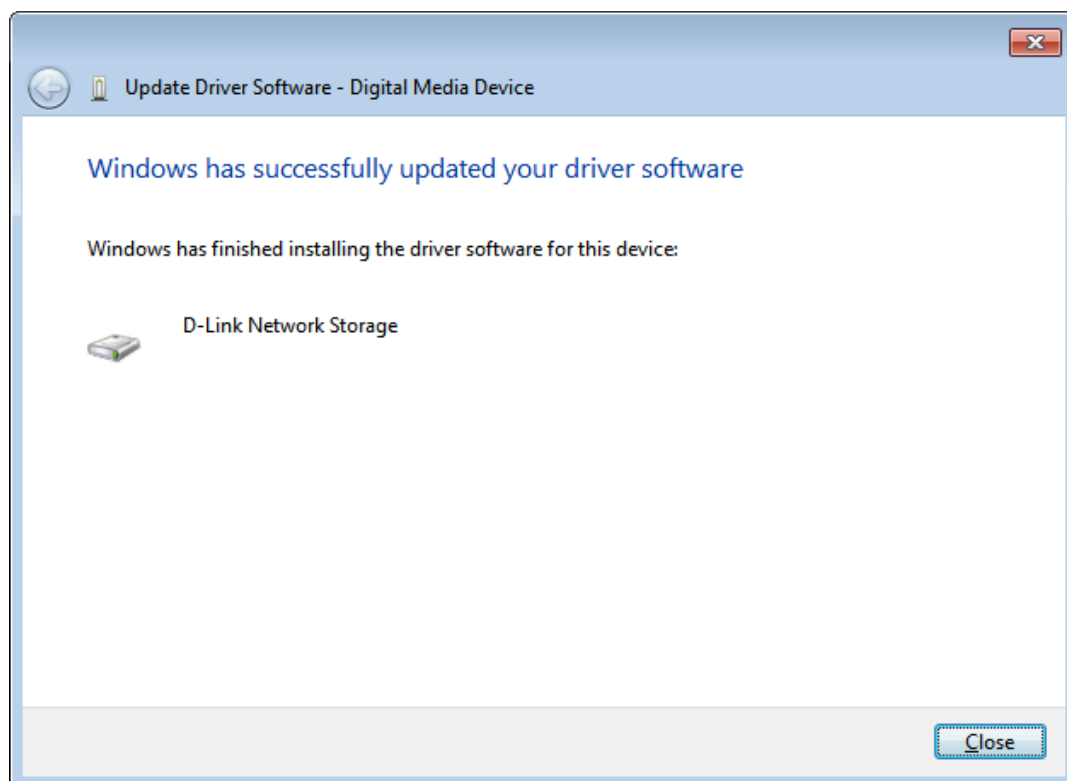 Update Driver Software - Digital Media Device
Windows has successfully updated your driver software
Windows has finished installing the driver software for this device:
D-Link Network Storage
Close